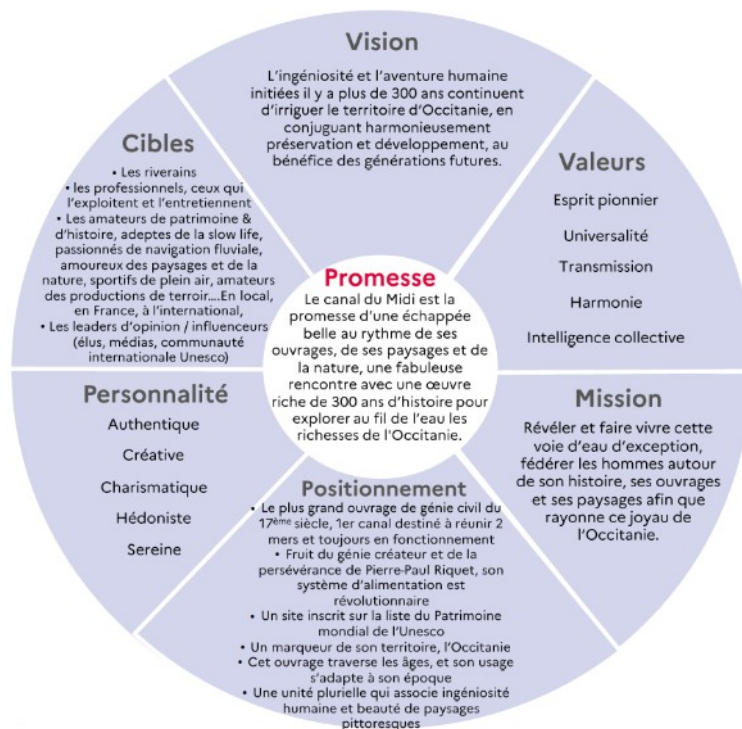 Vision
L'ingéniosité et l'aventure humaine
initiées il y a plus de 300 ans continuent
d'irriguer le territoire d'Occitanie, en
conjuguant harmonieusement
préservation et développement, au
bénéfice des générations futures.
Valeurs
Esprit pionnier
Universalité
Transmission
Harmonie
Intelligence collective
Mission
Révéler et faire vivre cette
voie d'eau d'exception,
fédérer les hommes autour
de son histoire, ses ouvrages
et ses paysages afin que
rayonne ce joyau de
l'Occitanie.
Positionnement
• Le plus grand ouvrage de génie civil du
17ème siècle, 1er canal destiné à réunir 2
mers et toujours en fonctionnement
• Fruit du génie créateur et de la
persévérance de Pierre-Paul Riquet, son
système d'alimentation est
révolutionnaire
• Un site inscrit sur la liste du Patrimoine
mondial de l'Unesco
• Un marqueur de son territoire, l'Occitanie
• Cet ouvrage traverse les âges, et son usage
s'adapte à son époque
• Une unité plurielle qui associe ingéniosité
humaine et beauté de paysages
pittoresques
Personnalité
Authentique
Créative
Charismatique
Hédoniste
Sereine
Cibles
• Les riverains
• les professionnels, ceux qui
l'exploitent et l'entretiennent
• Les amateurs de patrimoine &
d'histoire, adeptes de la slow life,
passionnés de navigation fluviale,
amoureux des paysages et de la
nature, sportifs de plein air, amateurs
des productions de terroir....En local,
en France, à l'international,
• Les leaders d'opinion / influenceurs
(élus, médias, communauté
internationale Unesco)
Promesse
Le canal du Midi est la
promesse d'une échappée
belle au rythme de ses
ouvrages, de ses paysages et de
la nature, une fabuleuse
rencontre avec une œuvre
riche de 300 ans d'histoire pour
explorer au fil de l'eau les
richesses de l'Occitanie.